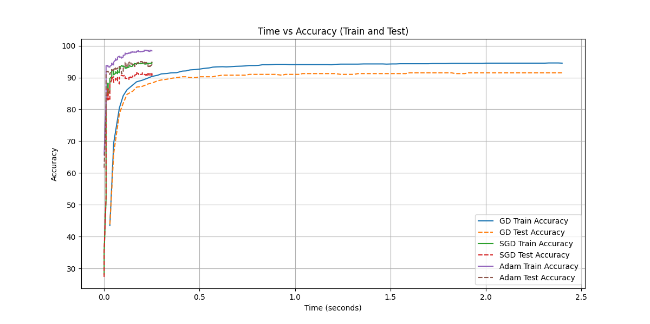 Time vs Accuracy (Train and Test)
100
90
80
70
60
50
40
30
Accuracy
0.0
0.5
1.0
1.5
2.0
2.5
Time (seconds)
GD Train Accuracy
GD Test Accuracy
SGD Train Accuracy
SGD Test Accuracy
Adam Train Accuracy
Adam Test Accuracy